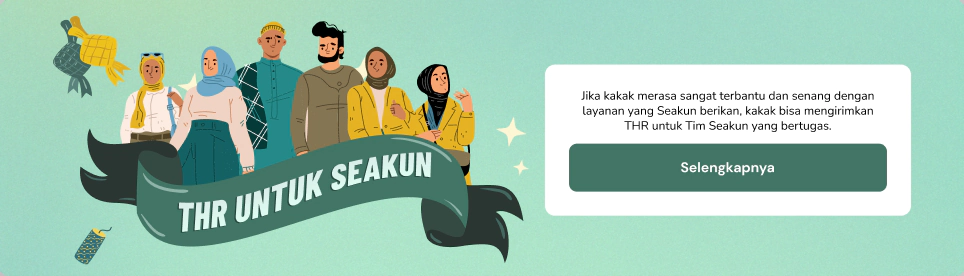 THR UNTUK SEAKUN
Jika kakak merasa sangat terbantu dan senang dengan
layanan yang Seakun berikan, kakak bisa mengirimkan
THR untuk Tim Seakun yang bertugas.
Selengkapnya